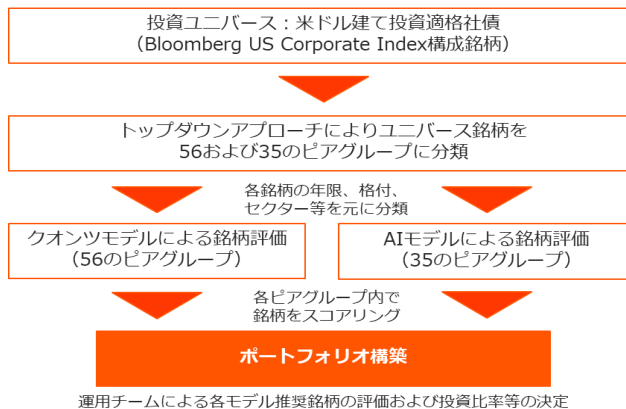 投資ユニバース：米ドル建て投資適格社債
（Bloomberg US Corporate Index構成銘柄）
トップダウンアプローチによりユニバース銘柄を
56および35のピアグループに分類
各銘柄の年限、格付、
セクター等を元に分類
クオンツモデルによる銘柄評価
（56のピアグループ）
AIモデルによる銘柄評価
（35のピアグループ）
各ピアグループ内で
銘柄をスコアリング
ポートフォリオ構築
運用チームによる各モデル推奨銘柄の評価および投資比率等の決定